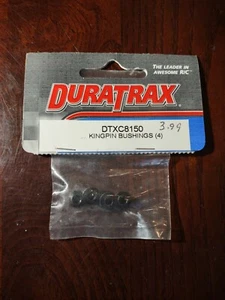 THE LEADER IN
AWESOME R/C
DURATRAX
DTXC8150
3.99
KINGPIN BUSHINGS (4)